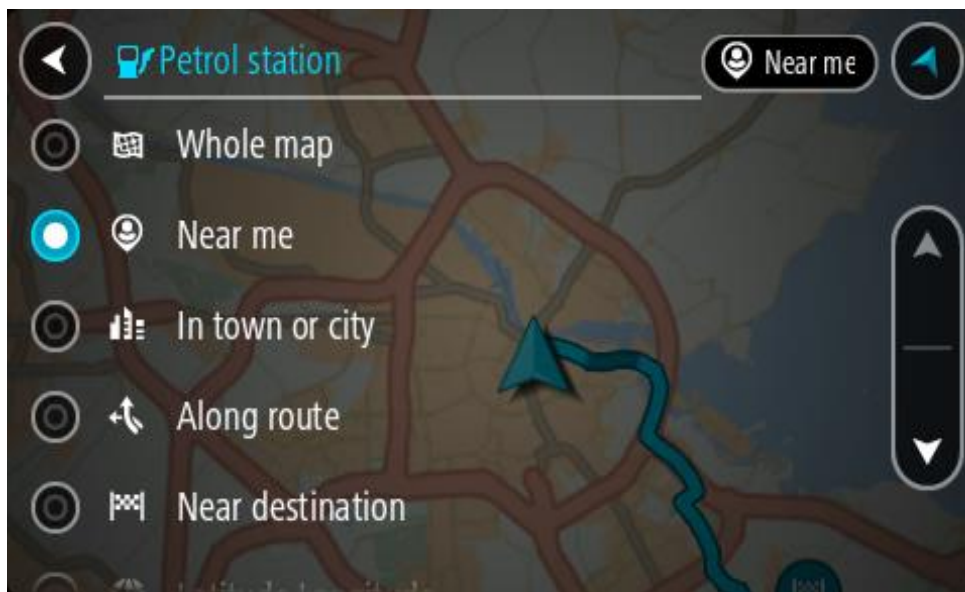 Petrol station
Near me
Whole map
Near me
In town or city
Along route
Near destination